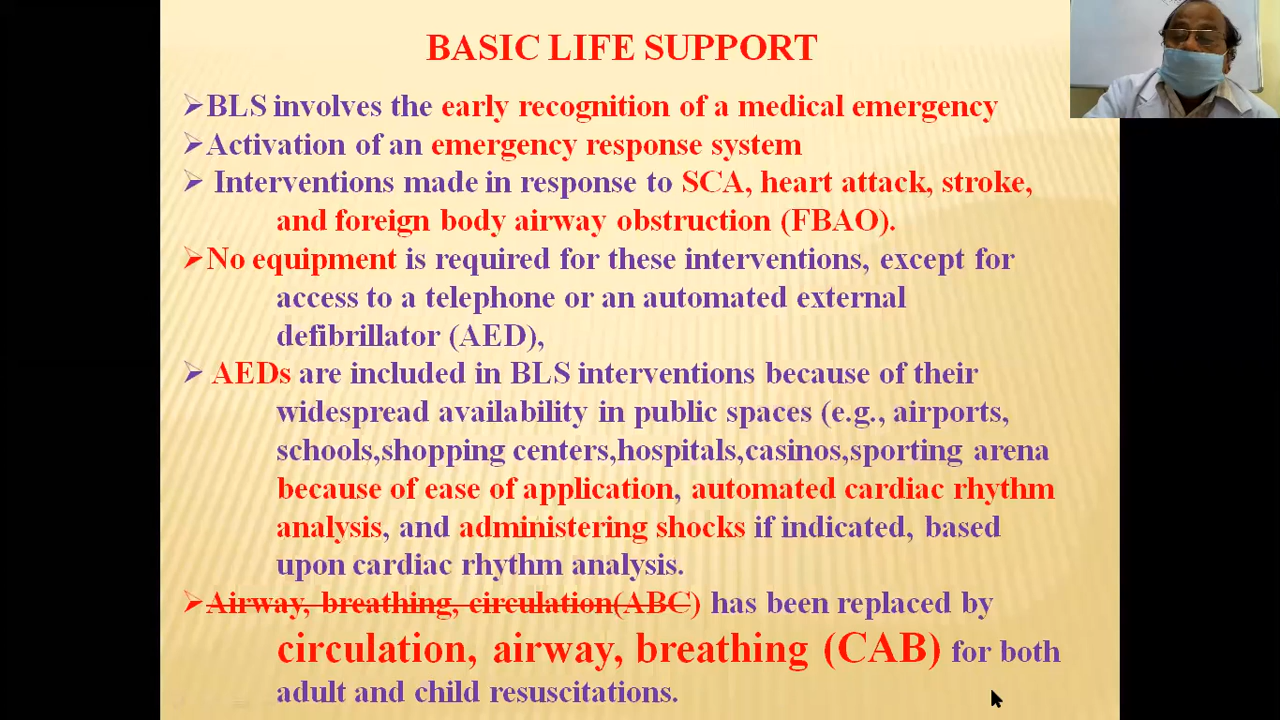 BASIC LIFE SUPPORT
➢BLS involves the early recognition of a medical emergency
➢Activation of an emergency response system
➢ Interventions made in response to SCA, heart attack, stroke,
and foreign body airway obstruction (FBAO).
➢No equipment is required for these interventions, except for
access to a telephone or an automated external
defibrillator (AED),
➢ AEDs are included in BLS interventions because of their
widespread availability in public spaces (e.g., airports,
schools,shopping centers,hospitals,casinos,sporting arena
because of ease of application, automated cardiac rhythm
analysis, and administering shocks if indicated, based
upon cardiac rhythm analysis.
➢Airway, breathing, circulation(ABC) has been replaced by
circulation, airway, breathing (CAB) for both
adult and child resuscitations.